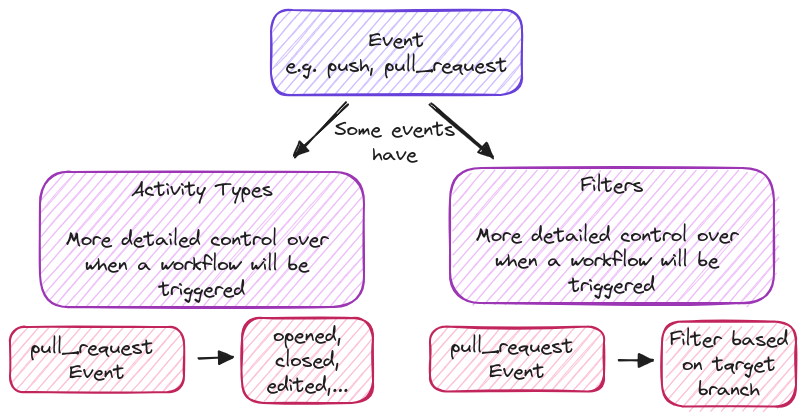 Event
e.g. push, pull_request
Some events
have
Activity Types
More detailed control over
when a workflow will be
triggered
Filters
More detailed control over
when a workflow will be
triggered
pull_request
Event
opened,
closed,
edited,...
pull_request
Event
Filter based
on target
branch